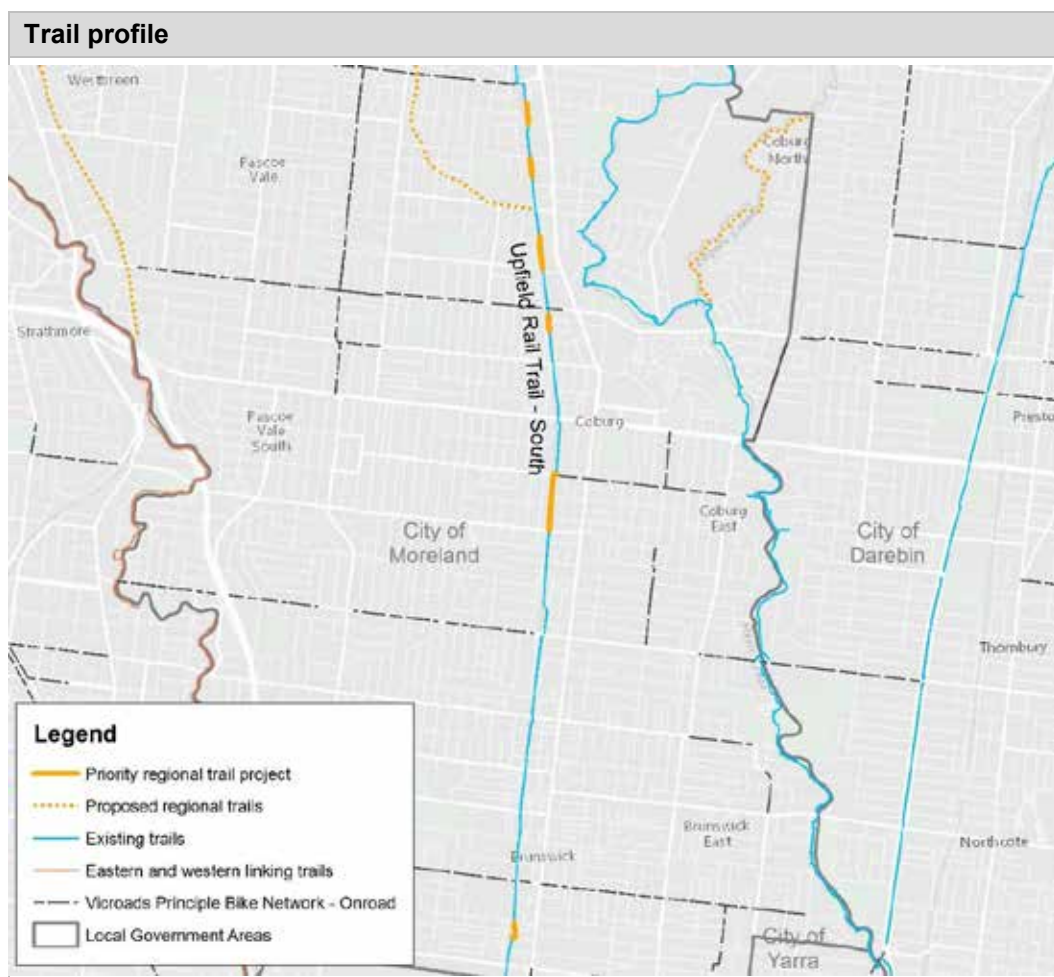 Trail profile
Westbreen
Coburg
North
Pascoe
Vale
Upfield Rail Trail - South
Strathmore
Pascoe
Vale
South
Coburg
Preston
Coburg
East
City of
Moreland
City of
Darebin
Thornbury
Legend
Priority regional trail project
Proposed regional trails
Existing trails
Eastern and western linking trails
Vicroads Principle Bike Network - Onroad
Local Government Areas
Brunswick
East
Brunswick
Northcote
City of
Yarra